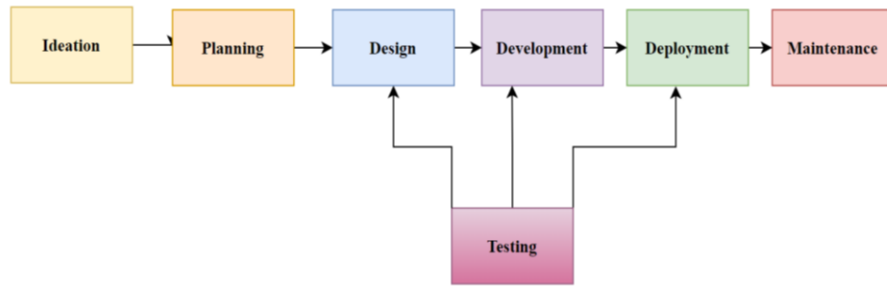 Ideation
Planning
Design
Development
Deployment
Maintenance
Testing